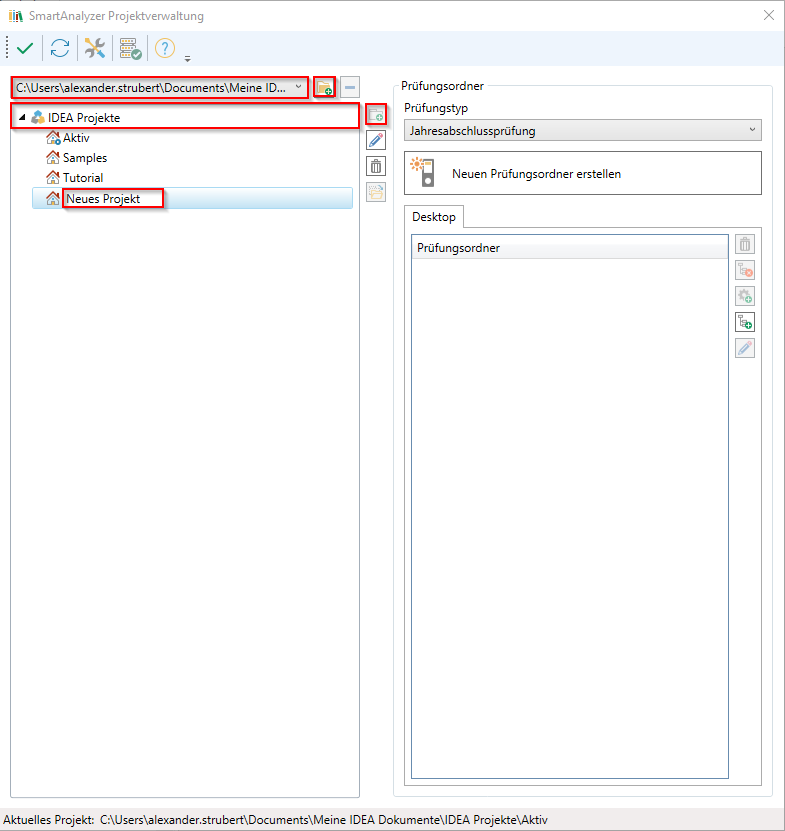 SmartAnalyzer Projektverwaltung
C:\Users\alexander.strubert\Documents\Meine ID...
IDEA Projekte
Aktiv
Samples
Tutorial
Neues Projekt
Prüfungsordner
Prüfungstyp
Jahresabschlussprüfung
Neuen Prüfungsordner erstellen
Desktop
Prüfungsordner
Aktuelles Projekt: C:\Users\alexander.strubert\Documents\Meine IDEA Dokumente\IDEA Projekte\Aktiv